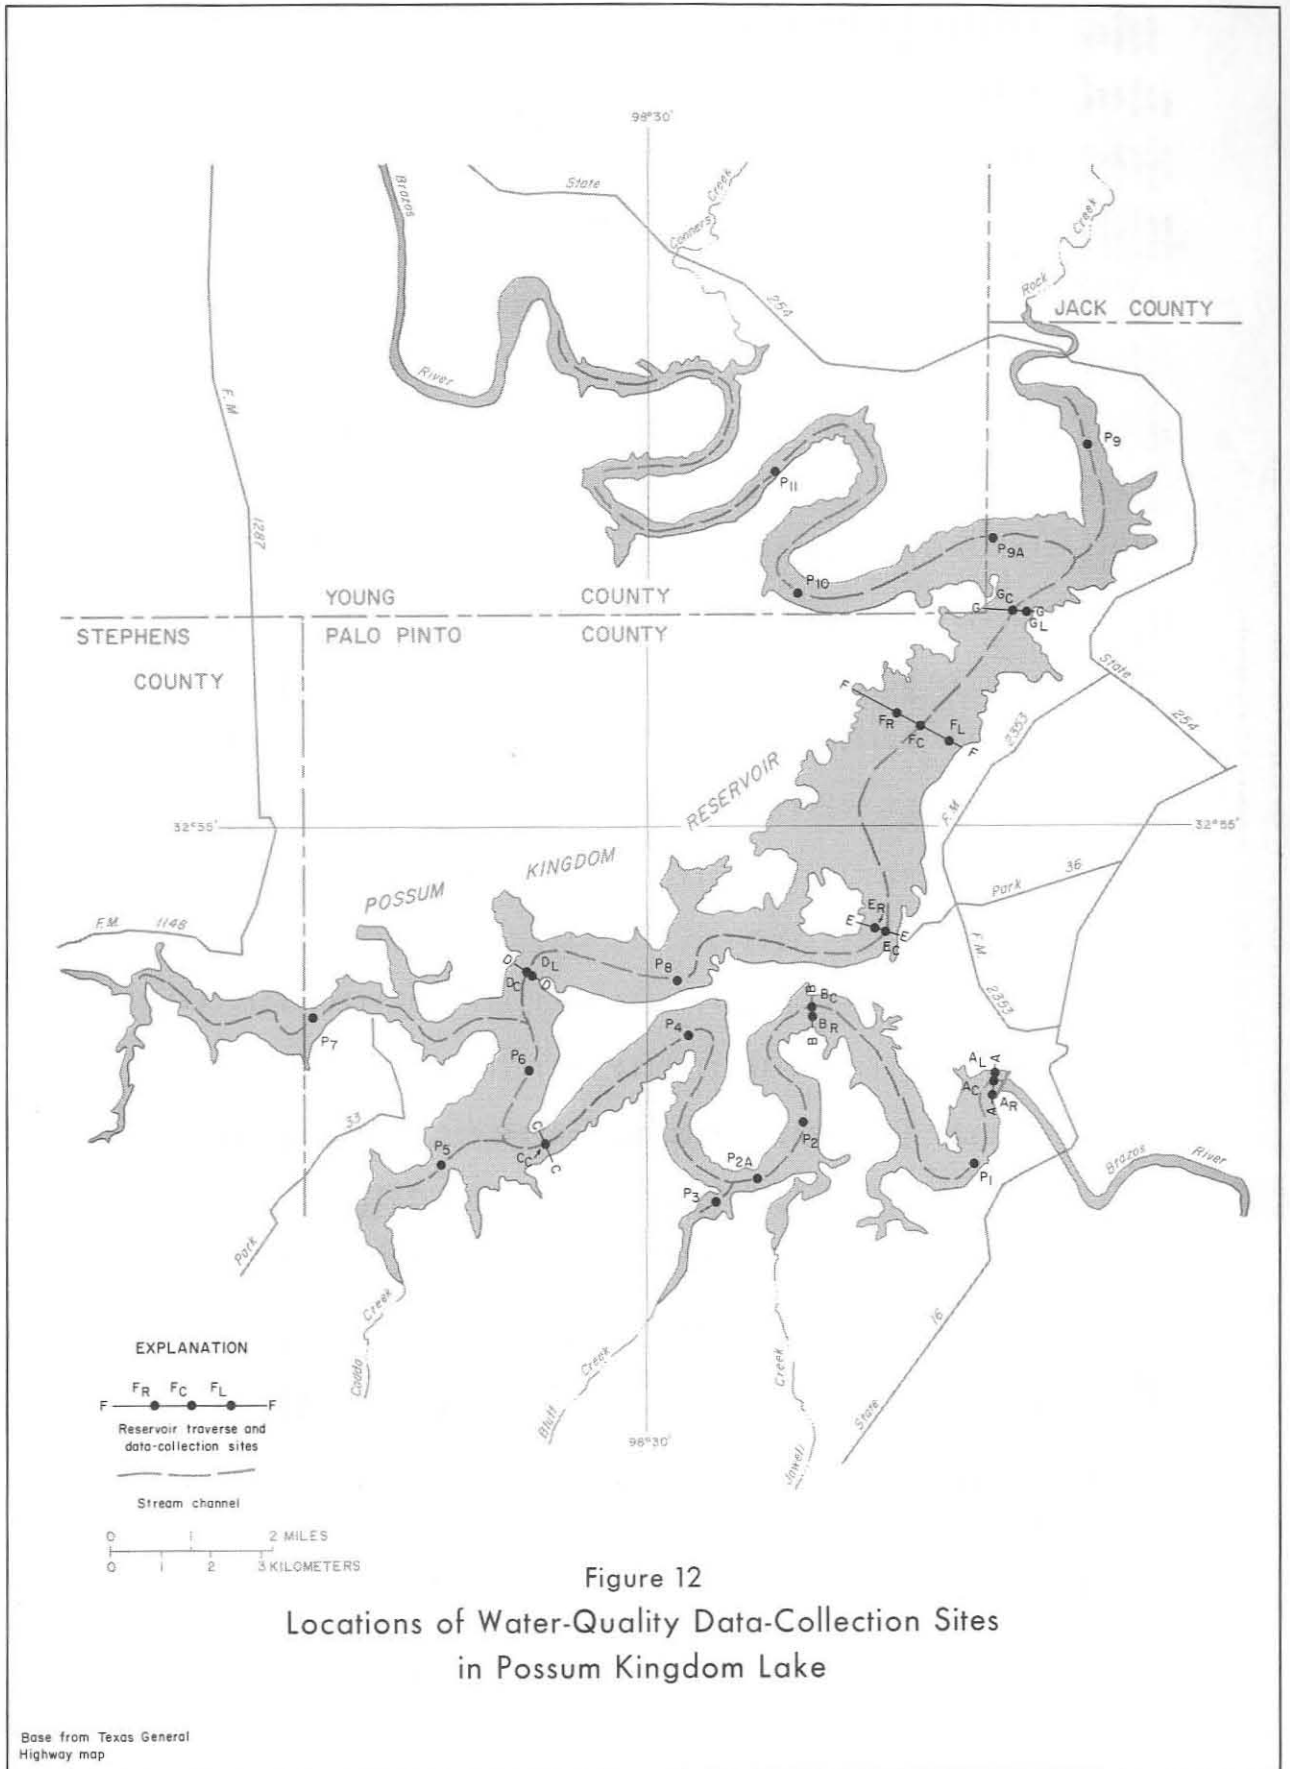 98°30'
State
Conners Creek
Brazos
River
Rock Creek
254
JACK COUNTY
F.M.
1287
P9
P11
P9A
P10
GC
G
G
GL
YOUNG COUNTY
STEPHENS
COUNTY
PALO PINTO COUNTY
State
254
F
FR
FC
FL
F
2353
F.M.
32°55'
32°55'
POSSUM KINGDOM RESERVOIR
Park 36
F.M. 1148
F.M.
2353
E
ER
E
EC
D
DL
DC
D
P8
B
BC
BR
B
P7
P4
P6
AL
A
AC
AR
A
33
Park
P5
C
CC
C
P2
P2A
P3
P1
Brazos River
Caddo Creek
Bluff Creek
Jowell Creek
State 16
98°30'
EXPLANATION
FR FC FL
F F
Reservoir traverse and
data-collection sites
Stream channel
0 1 2 MILES
0 1 2 3 KILOMETERS
Figure 12
Locations of Water-Quality Data-Collection Sites
in Possum Kingdom Lake
Base from Texas General
Highway map